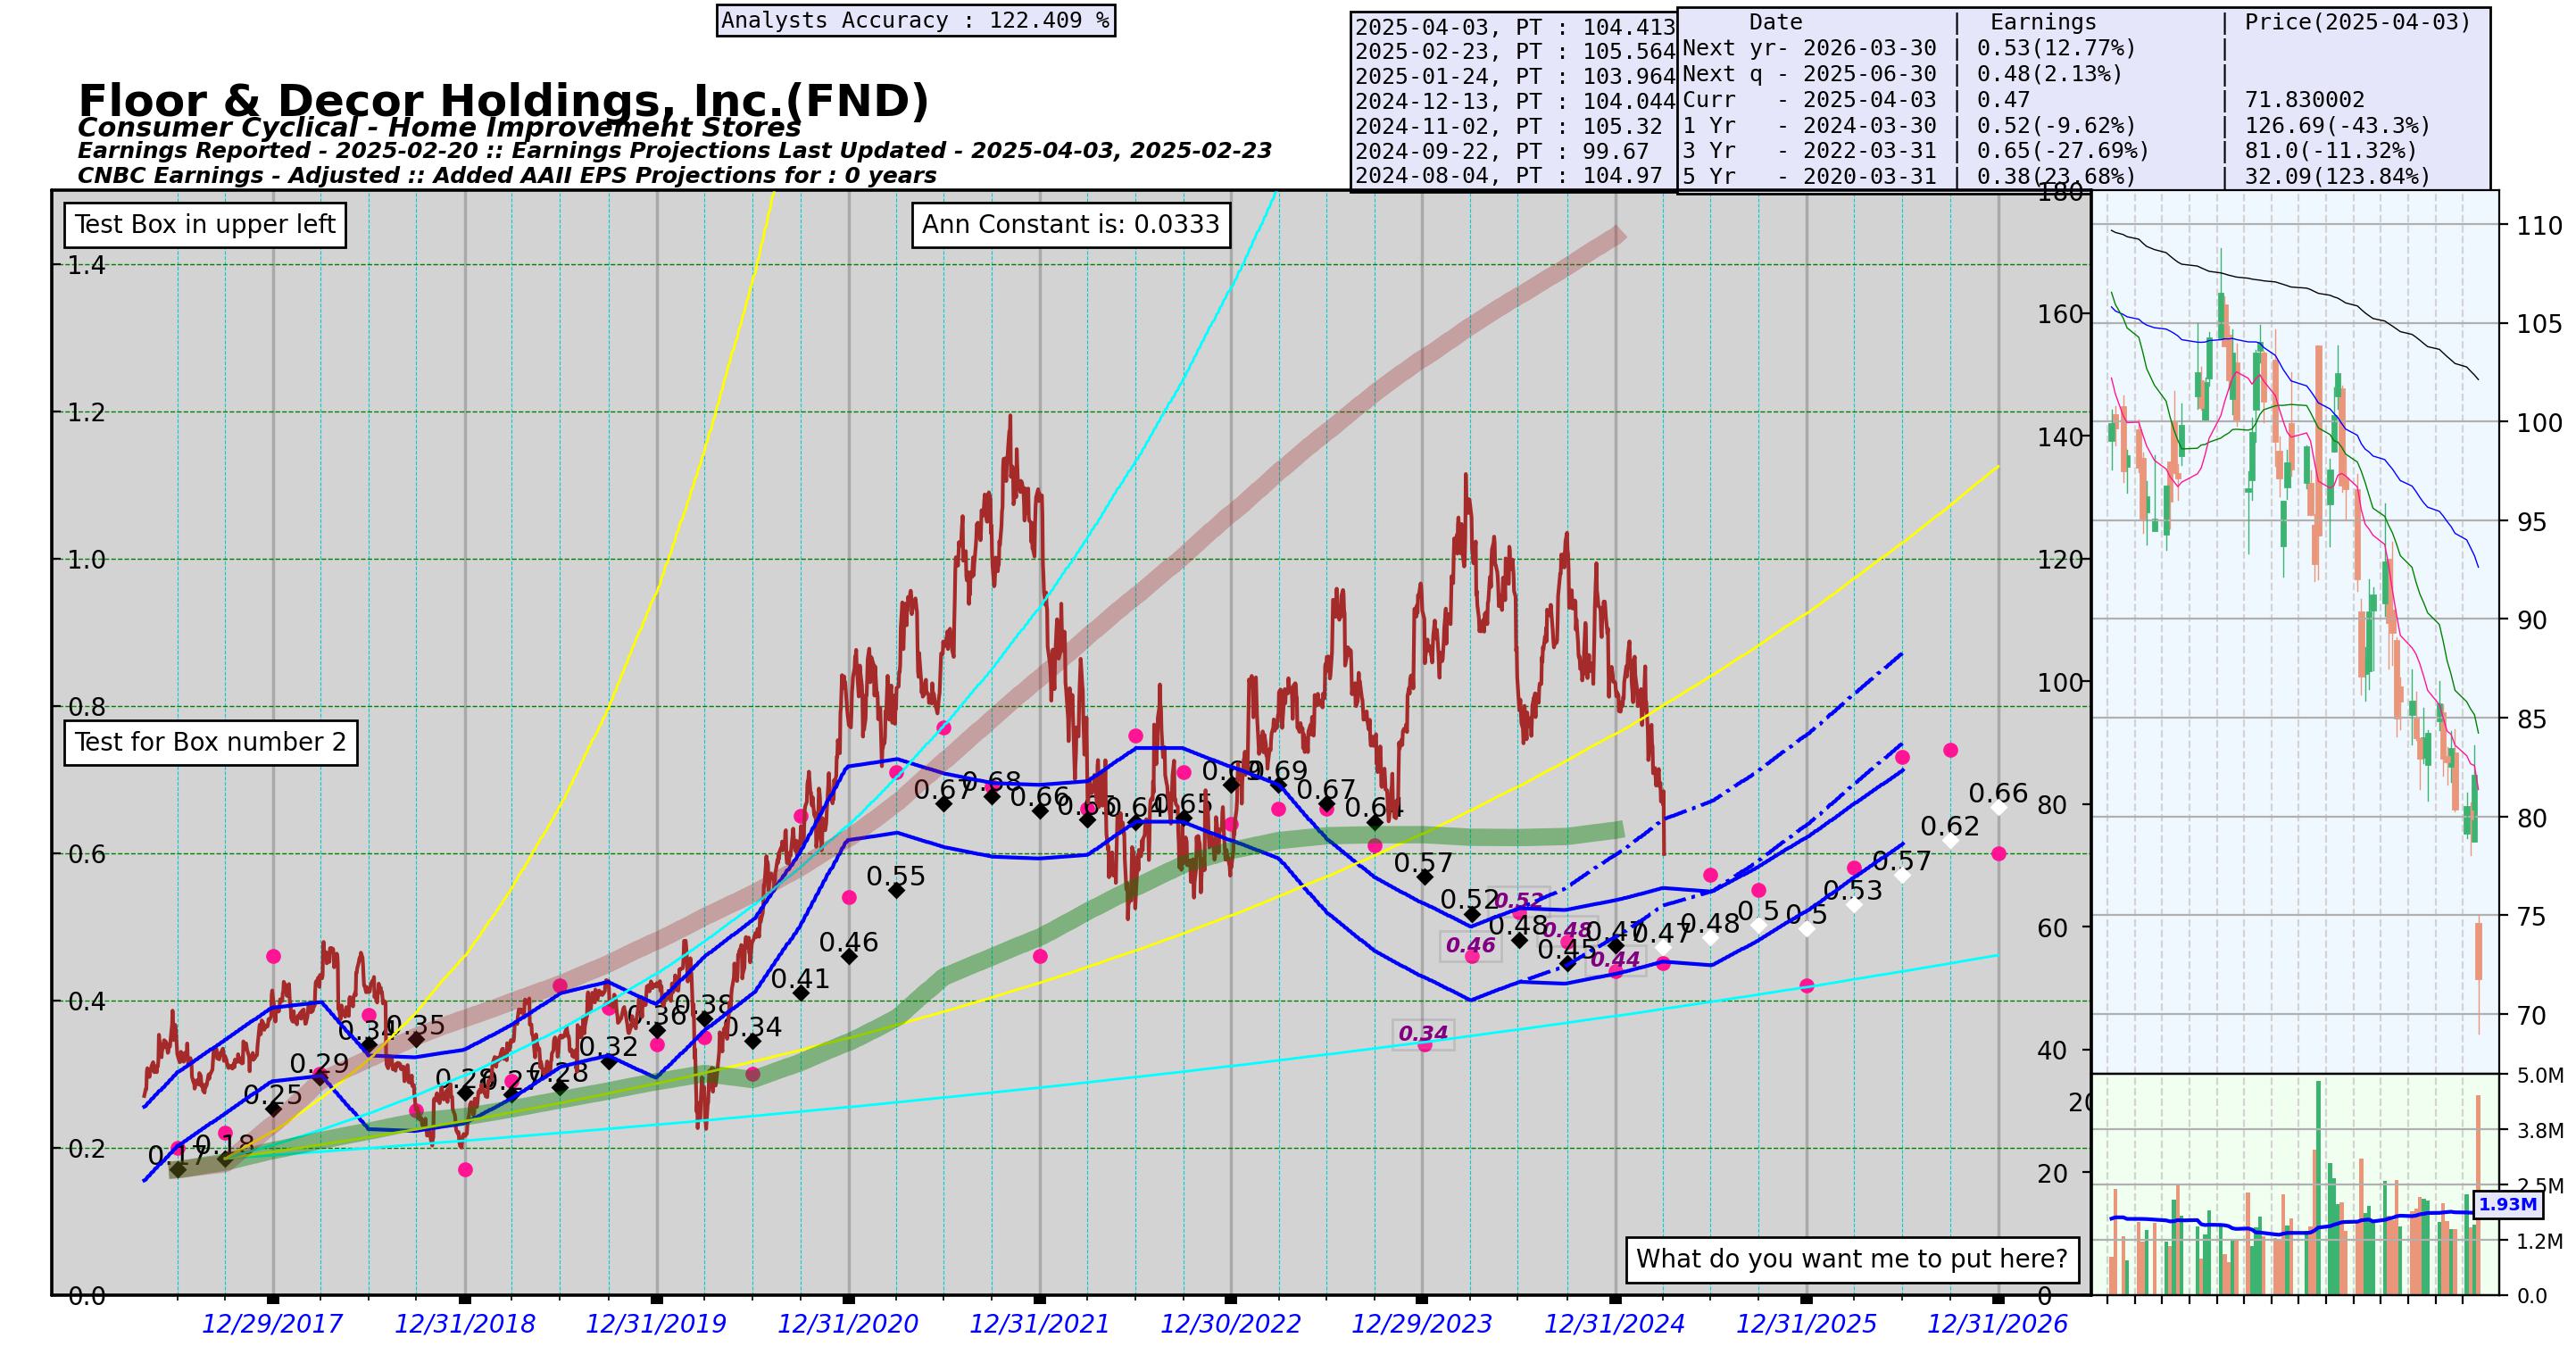 Analysts Accuracy : 122.409 %
2025-04-03, PT : 104.413
2025-02-23, PT : 105.564
2025-01-24, PT : 103.964
2024-12-13, PT : 104.044
2024-11-02, PT : 105.32
2024-09-22, PT : 99.67
2024-08-04, PT : 104.97
Date | Earnings | Price(2025-04-03)
Next yr- 2026-03-30 | 0.53(12.77%) |
Next q - 2025-06-30 | 0.48(2.13%) |
Curr - 2025-04-03 | 0.47 | 71.830002
1 Yr - 2024-03-30 | 0.52(-9.62%) | 126.69(-43.3%)
3 Yr - 2022-03-31 | 0.65(-27.69%) | 81.0(-11.32%)
5 Yr - 2020-03-31 | 0.38(23.68%) | 32.09(123.84%)
Floor & Decor Holdings, Inc.(FND)
Consumer Cyclical - Home Improvement Stores
Earnings Reported - 2025-02-20 :: Earnings Projections Last Updated - 2025-04-03, 2025-02-23
CNBC Earnings - Adjusted :: Added AAII EPS Projections for : 0 years
Test Box in upper left
Ann Constant is: 0.0333
Test for Box number 2
What do you want me to put here?
1.4
1.2
1.0
0.8
0.6
0.4
0.2
0.0
0.17
0.18
0.25
0.29
0.34
0.35
0.28
0.27
0.28
0.32
0.36
0.38
0.34
0.41
0.46
0.55
0.67
0.68
0.66
0.65
0.64
0.65
0.69
0.69
0.67
0.64
0.57
0.52
0.48
0.45
0.47
0.47
0.48
0.5
0.5
0.53
0.57
0.62
0.66
0.34
0.46
0.52
0.48
0.44
180
160
140
120
100
80
60
40
20
20
0
110
105
100
95
90
85
80
75
70
5.0M
3.8M
2.5M
1.93M
1.2M
0.0
12/29/2017
12/31/2018
12/31/2019
12/31/2020
12/31/2021
12/30/2022
12/29/2023
12/31/2024
12/31/2025
12/31/2026